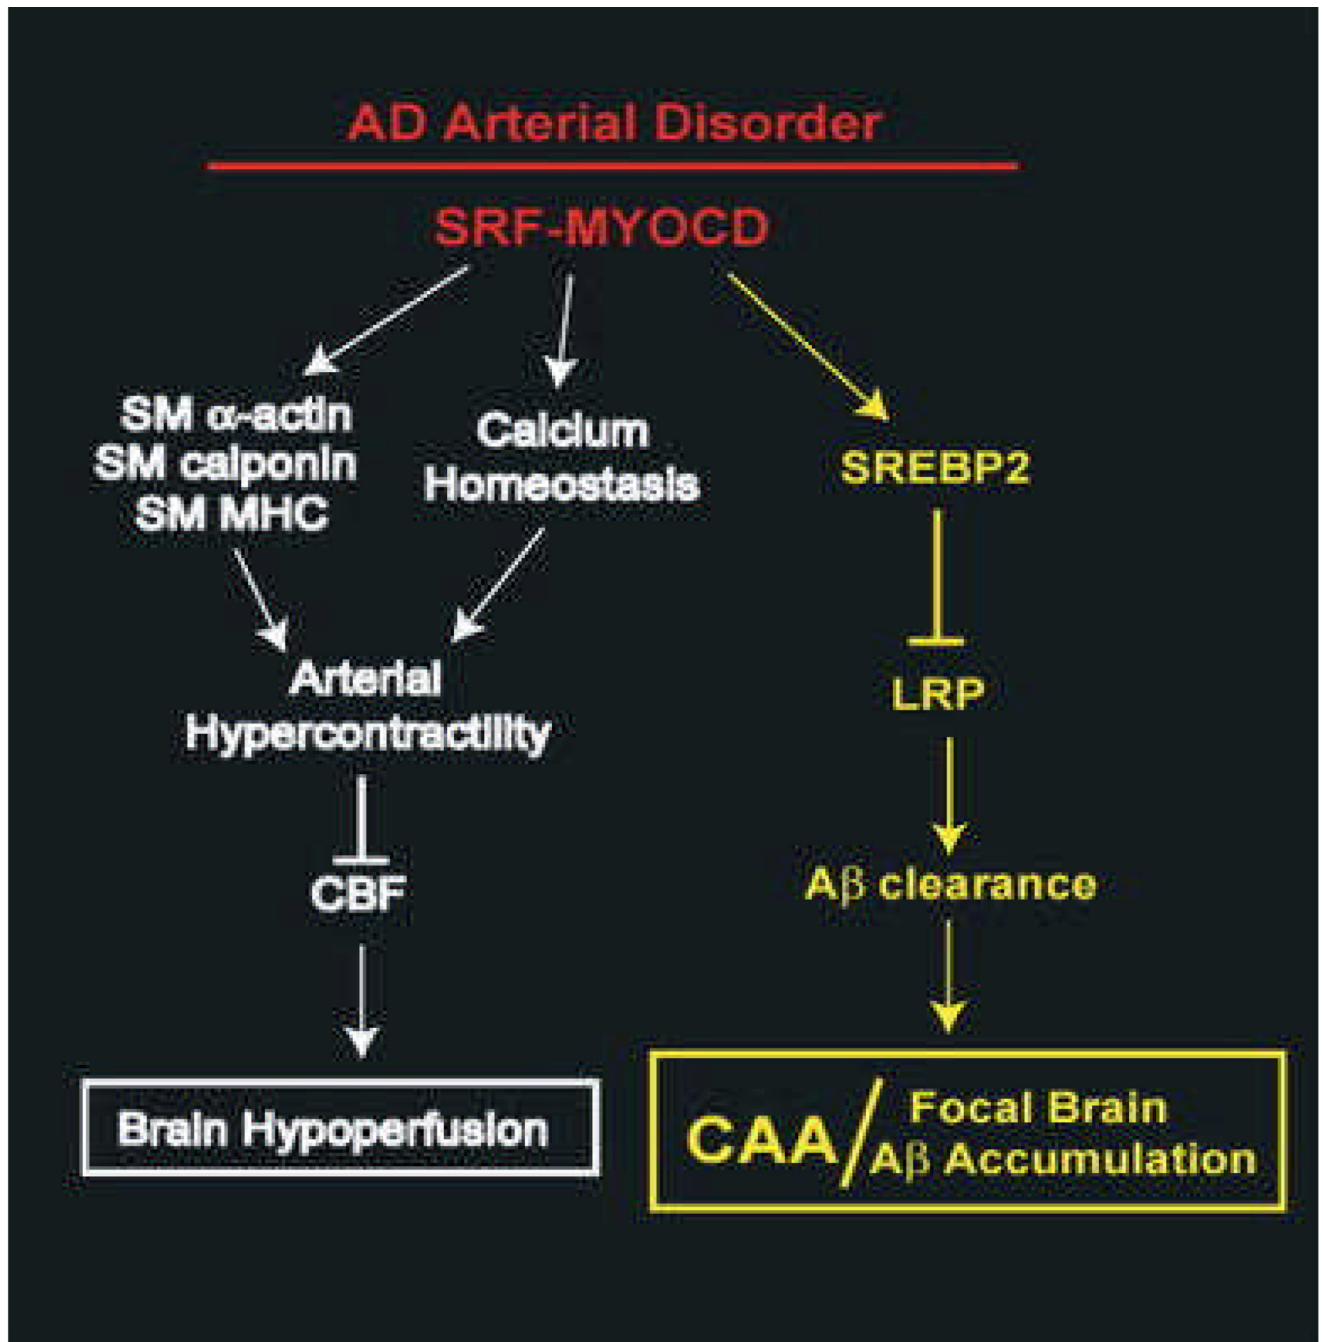 AD Arterial Disorder
SRF-MYOCD
SM α-actin
SM calponin
SM MHC
Calcium
Homeostasis
SREBP2
Arterial
Hypercontractility
LRP
CBF
Aβ clearance
Brain Hypoperfusion
CAA/
Focal Brain
Aβ Accumulation